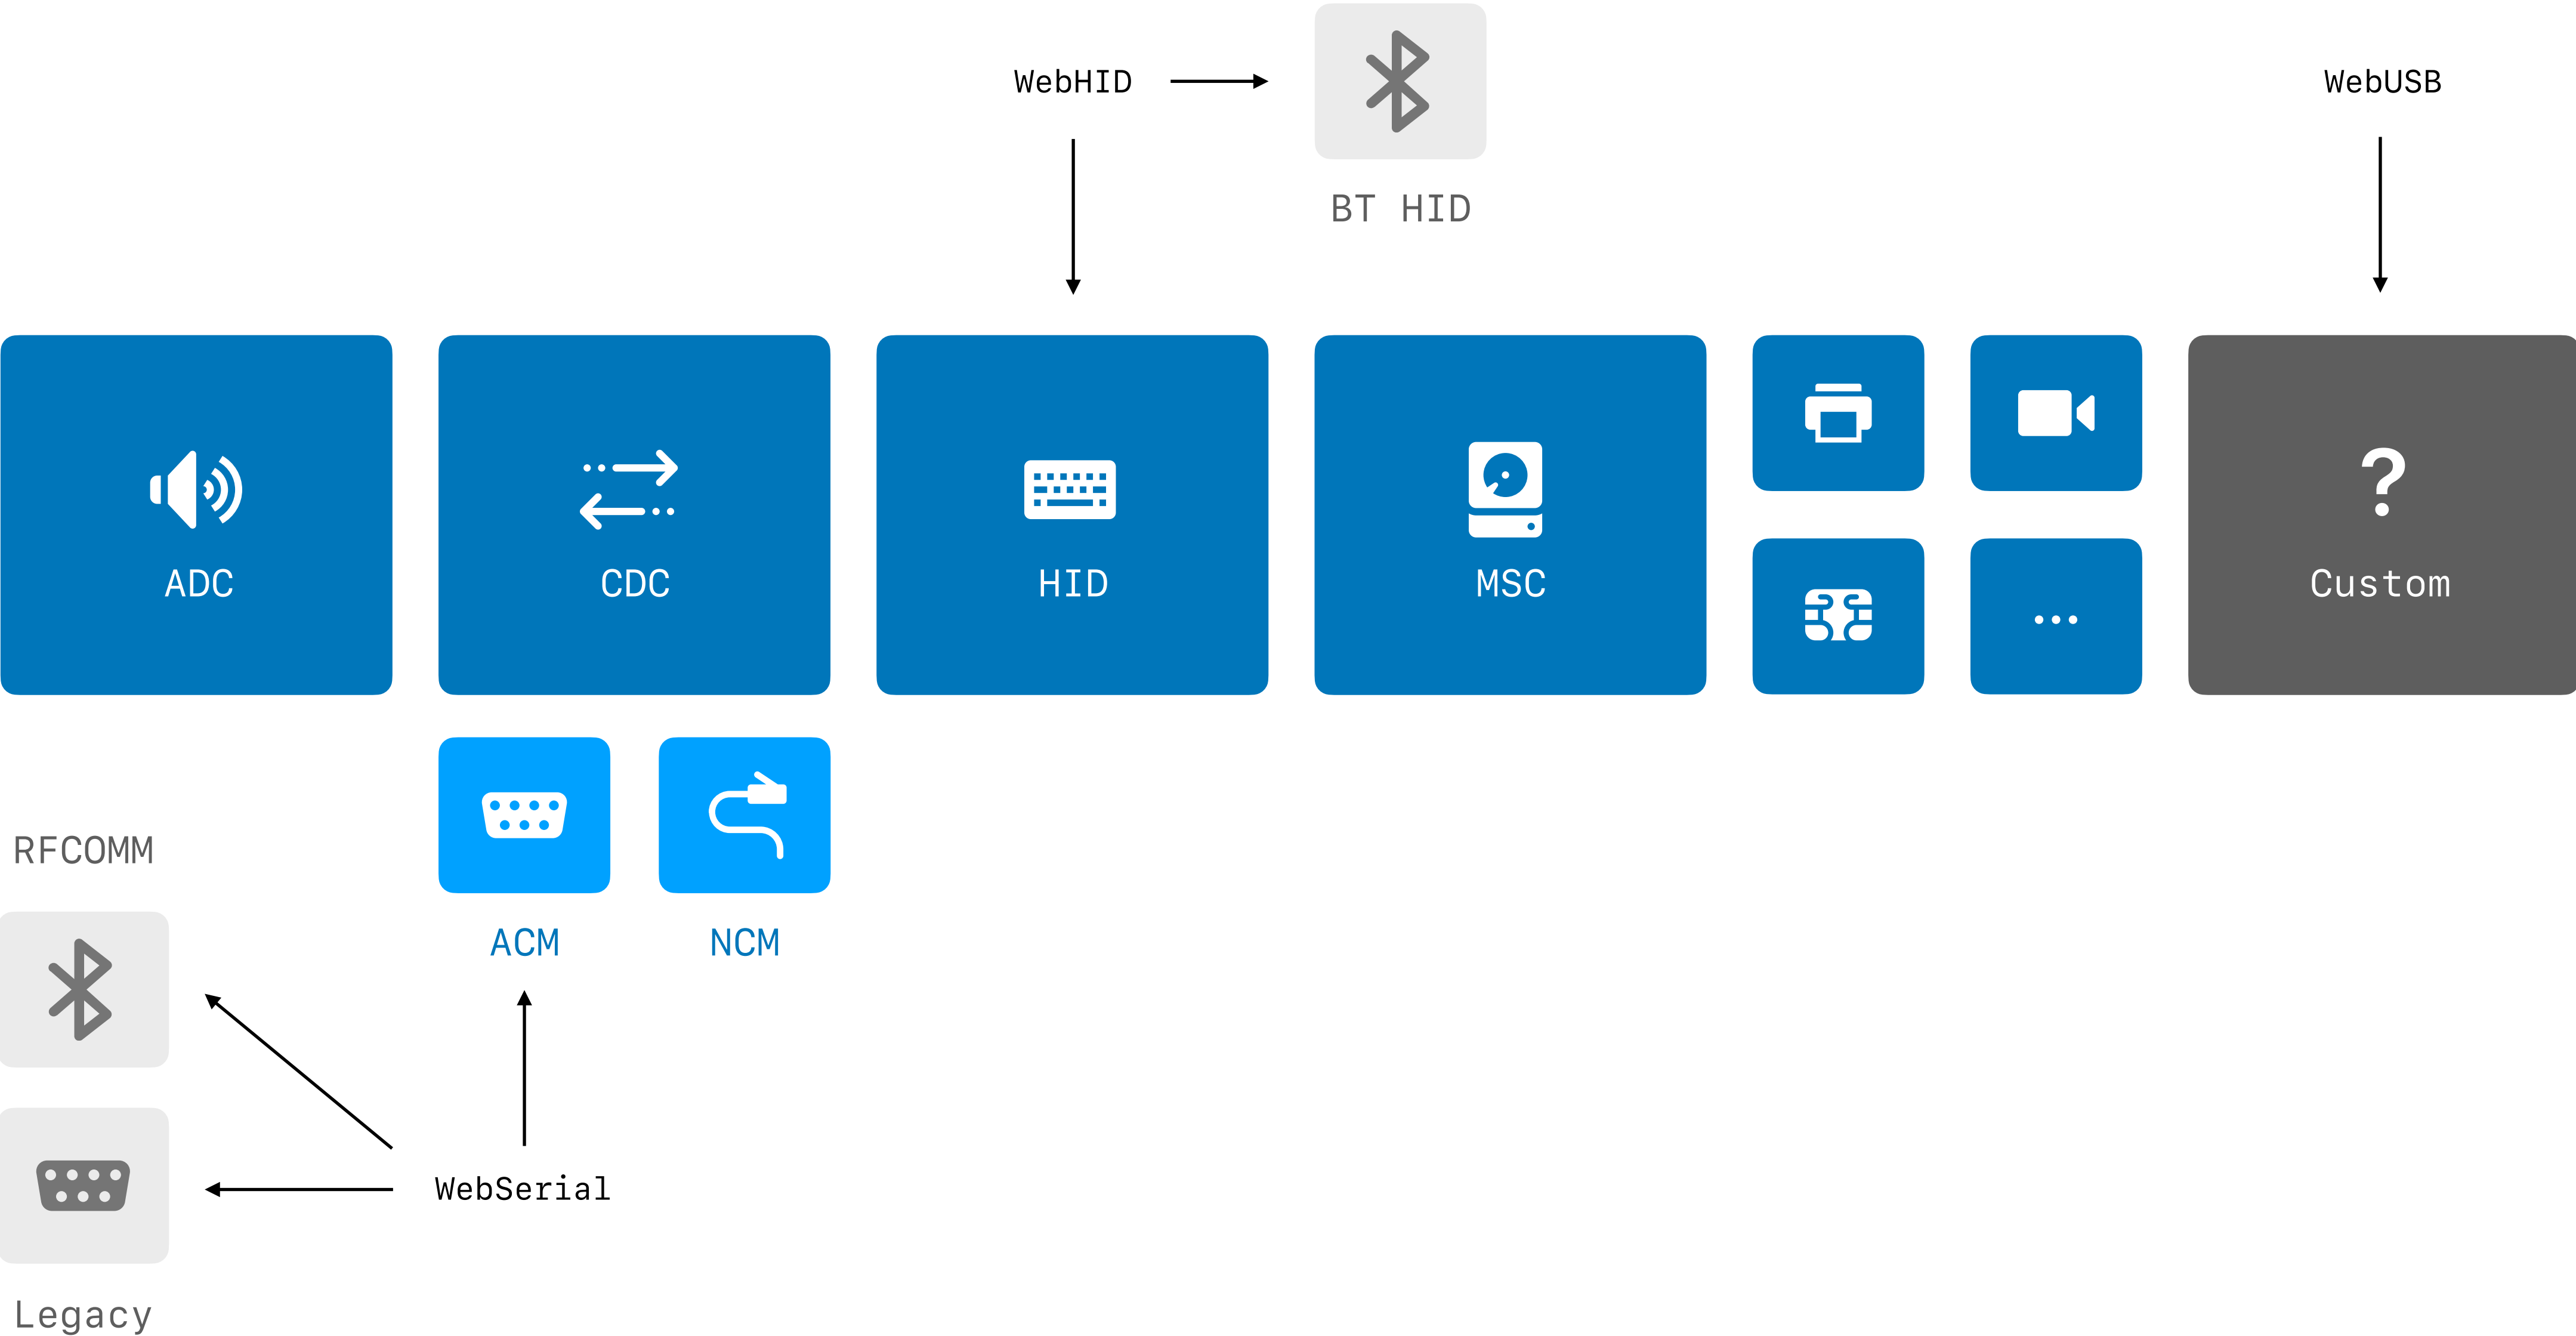 WebHID
WebUSB
BT HID
ADC
CDC
HID
MSC
?
Custom
RFCOMM
ACM
NCM
WebSerial
Legacy